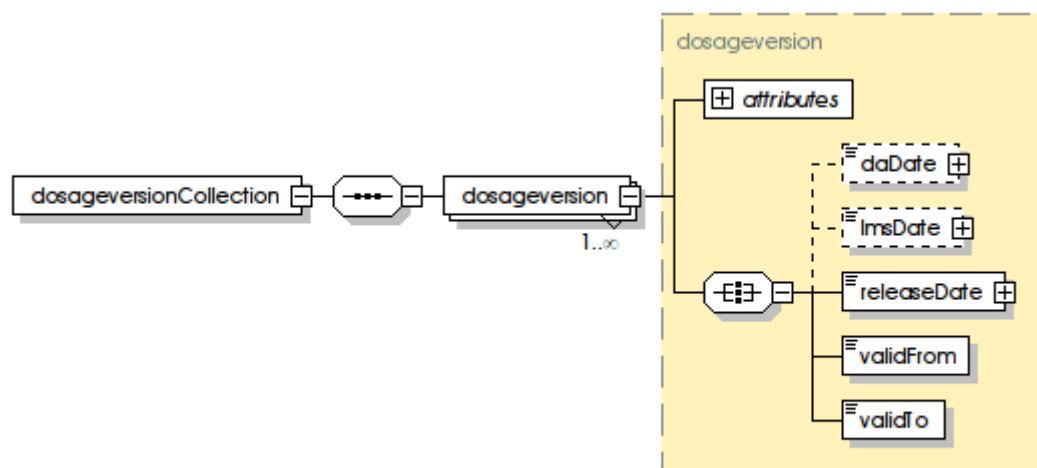 dosageversion
attributes
daDate
dosageversionCollection
dosageversion
1..∞
lmsDate
releaseDate
validFrom
validTo